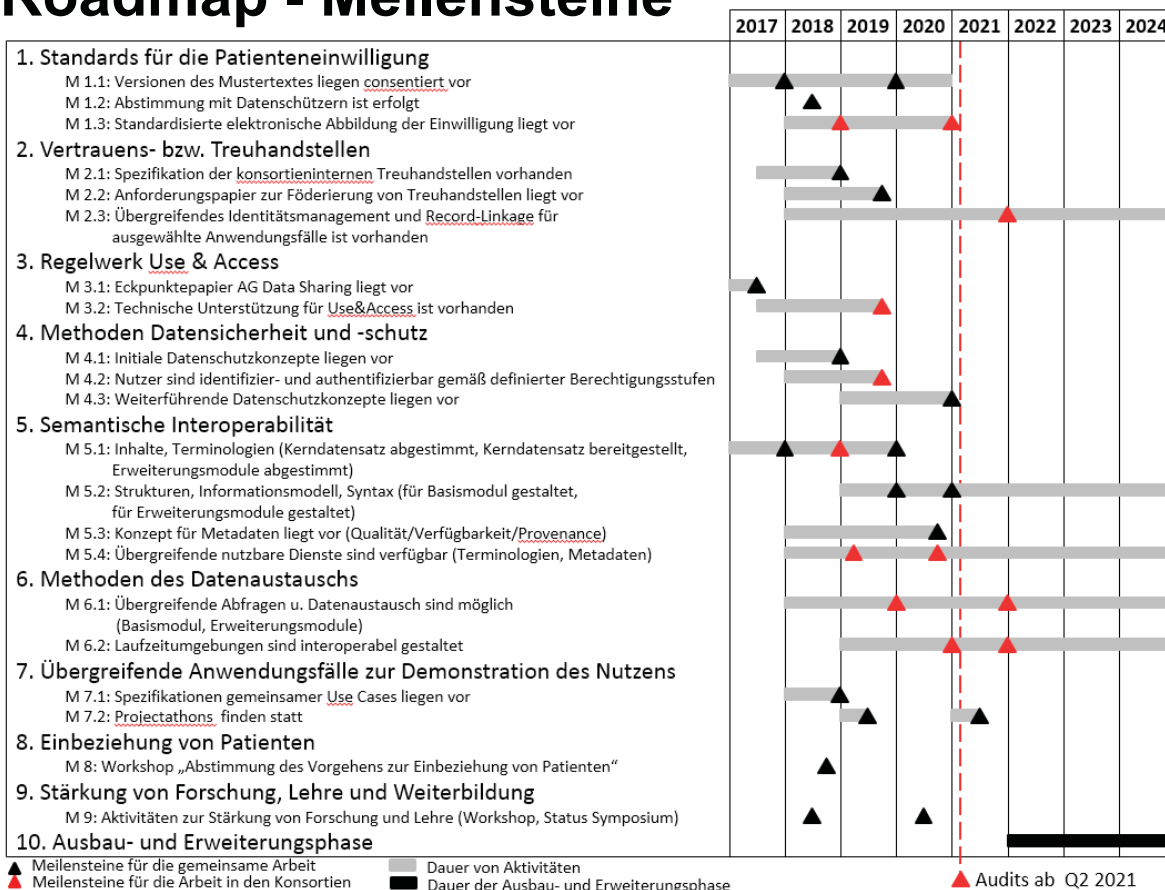 Roadmap - Meilensteine
2017 2018 2019 2020 2021 2022 2023 2024
1. Standards für die Patienteneinwilligung
M 1.1: Versionen des Mustertextes liegen consentiert vor
M 1.2: Abstimmung mit Datenschützern ist erfolgt
M 1.3: Standardisierte elektronische Abbildung der Einwilligung liegt vor
2. Vertrauens- bzw. Treuhandstellen
M 2.1: Spezifikation der konsortieninternen Treuhandstellen vorhanden
M 2.2: Anforderungspapier zur Föderierung von Treuhandstellen liegt vor
M 2.3: Übergreifendes Identitätsmanagement und Record-Linkage für
ausgewählte Anwendungsfälle ist vorhanden
3. Regelwerk Use & Access
M 3.1: Eckpunktepapier AG Data Sharing liegt vor
M 3.2: Technische Unterstützung für Use&Access ist vorhanden
4. Methoden Datensicherheit und -schutz
M 4.1: Initiale Datenschutzkonzepte liegen vor
M 4.2: Nutzer sind identifizier- und authentifizierbar gemäß definierter Berechtigungsstufen
M 4.3: Weiterführende Datenschutzkonzepte liegen vor
5. Semantische Interoperabilität
M 5.1: Inhalte, Terminologien (Kerndatensatz abgestimmt, Kerndatensatz bereitgestellt,
Erweiterungsmodule abgestimmt)
M 5.2: Strukturen, Informationsmodell, Syntax (für Basismodul gestaltet,
für Erweiterungsmodule gestaltet)
M 5.3: Konzept für Metadaten liegt vor (Qualität/Verfügbarkeit/Provenance)
M 5.4: Übergreifende nutzbare Dienste sind verfügbar (Terminologien, Metadaten)
6. Methoden des Datenaustauschs
M 6.1: Übergreifende Abfragen u. Datenaustausch sind möglich
(Basismodul, Erweiterungsmodule)
M 6.2: Laufzeitumgebungen sind interoperabel gestaltet
7. Übergreifende Anwendungsfälle zur Demonstration des Nutzens
M 7.1: Spezifikationen gemeinsamer Use Cases liegen vor
M 7.2: Projectathons finden statt
8. Einbeziehung von Patienten
M 8: Workshop „Abstimmung des Vorgehens zur Einbeziehung von Patienten“
9. Stärkung von Forschung, Lehre und Weiterbildung
M 9: Aktivitäten zur Stärkung von Forschung und Lehre (Workshop, Status Symposium)
10. Ausbau- und Erweiterungsphase
Meilensteine für die gemeinsame Arbeit
Meilensteine für die Arbeit in den Konsortien
Dauer von Aktivitäten
Dauer der Ausbau- und Erweiterungsphase
Audits ab Q2 2021